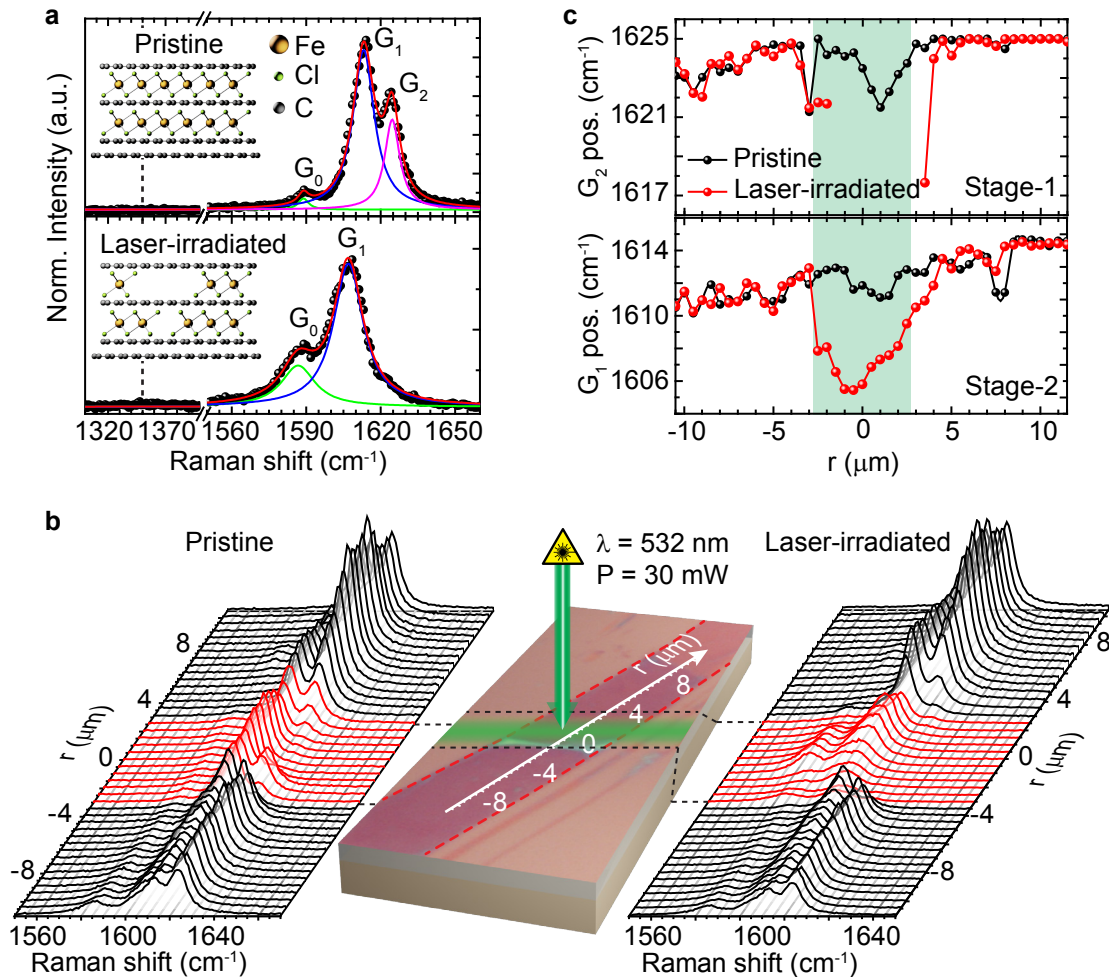 a
Pristine
Fe
Cl
C
G₀
G₁
G₂
Laser-irradiated
G₀
G₁
Norm. Intensity (a.u.)
1320 1370 1560 1590 1620 1650
Raman shift (cm⁻¹)
c
1625
1621
1617
G₂ pos. (cm⁻¹)
Pristine
Laser-irradiated
Stage-1
1614
1610
1606
G₁ pos. (cm⁻¹)
Stage-2
-10 -5 0 5 10
r (μm)
b
Pristine
λ = 532 nm
P = 30 mW
Laser-irradiated
8
4
0
-4
-8
r (μm)
1560 1600 1640
Raman shift (cm⁻¹)
r (μm)
8
4
0
-4
-8
8
4
0
-4
-8
r (μm)
1560 1600 1640
Raman shift (cm⁻¹)